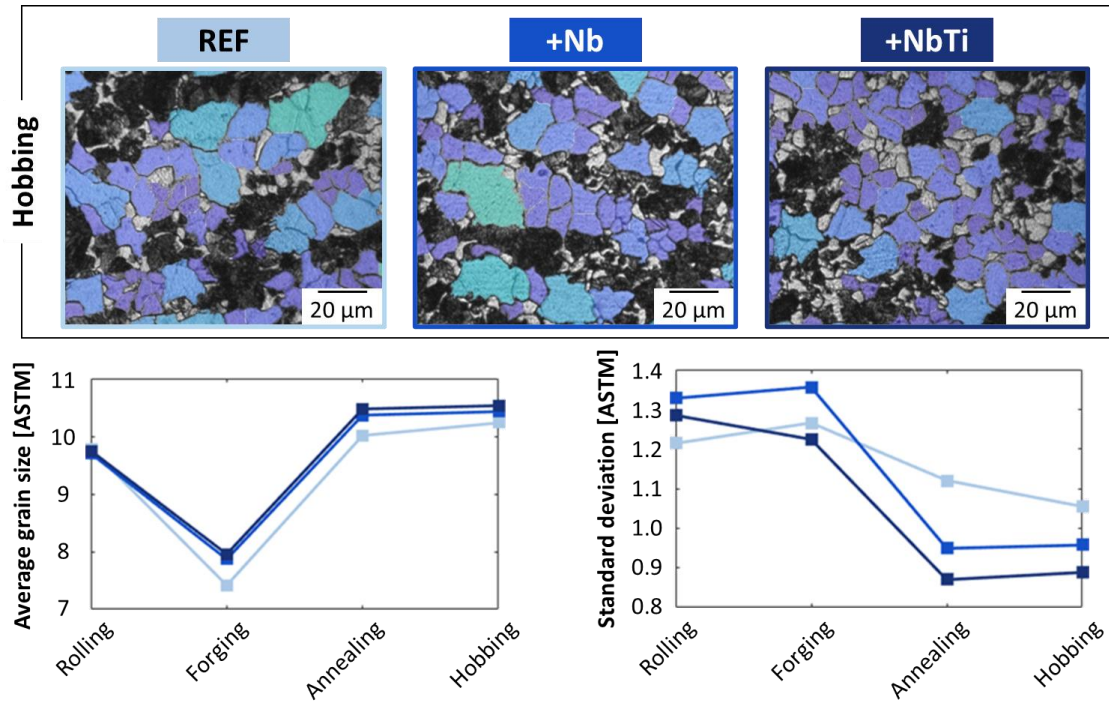 REF
+Nb
+NbTi
Hobbing
20 µm
20 µm
20 µm
Average grain size [ASTM]
11
10
9
8
7
Rolling
Forging
Annealing
Hobbing
Standard deviation [ASTM]
1.4
1.3
1.2
1.1
1.0
0.9
0.8
Rolling
Forging
Annealing
Hobbing